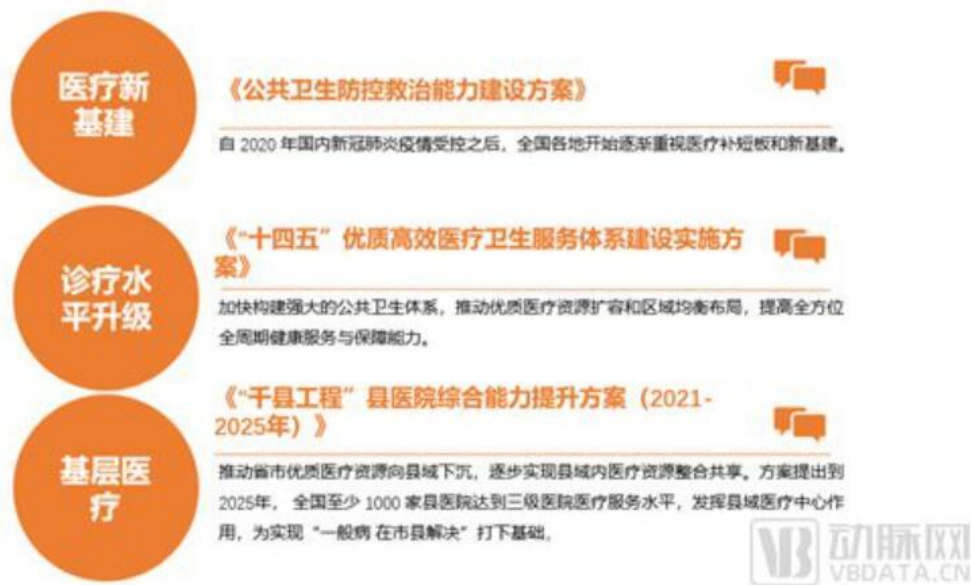 医疗新
基建
《公共卫生防控救治能力建设方案》
自 2020 年国内新冠肺炎疫情受控之后，全国各地开始逐渐重视医疗补短板和新基建。
诊疗水
平升级
《“十四五”优质高效医疗卫生服务体系建设实施方
案》
加快构建强大的公共卫生体系，推动优质医疗资源扩容和区域均衡布局，提高全方位
全周期健康服务与保障能力。
基层医
疗
《“千县工程”县医院综合能力提升方案（2021-
2025年）》
推动省市优质医疗资源向县域下沉，逐步实现县域内医疗资源整合共享。方案提出到
2025年， 全国至少 1000 家县医院达到三级医院医疗服务水平，发挥县域医疗中心作
用，为实现“一般病 在市县解决”打下基础。
动脉网
VBDATA.CN